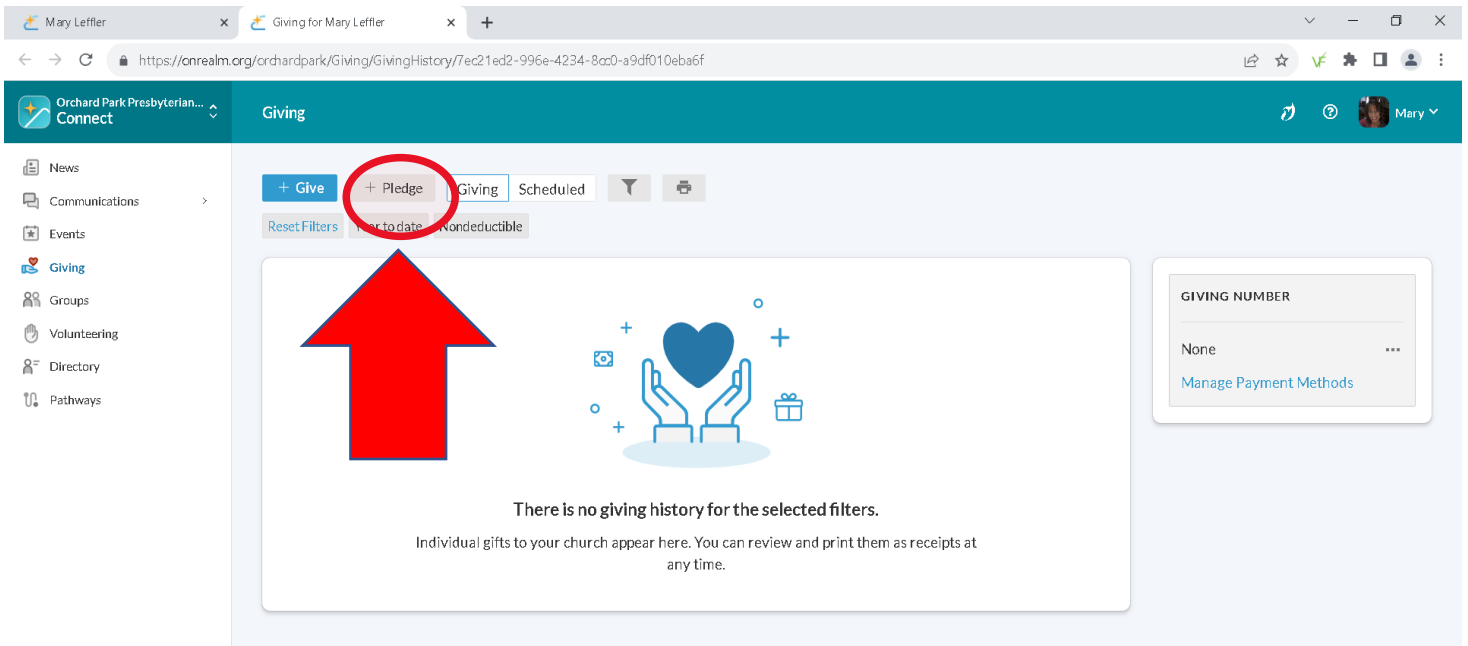 Mary Leffler
Giving for Mary Leffler
https://onrealm.org/orchardpark/Giving/GivingHistory/7ec21ed2-996e-4234-8cc0-a9df010eba6f
Orchard Park Presbyterian...
Connect
Giving
Mary
News
Communications
Events
Giving
Groups
Volunteering
Directory
Pathways
+ Give
+ Pledge
Giving
Scheduled
Reset Filters
Year to date
Nondeductible
There is no giving history for the selected filters.
Individual gifts to your church appear here. You can review and print them as receipts at
any time.
GIVING NUMBER
None
Manage Payment Methods